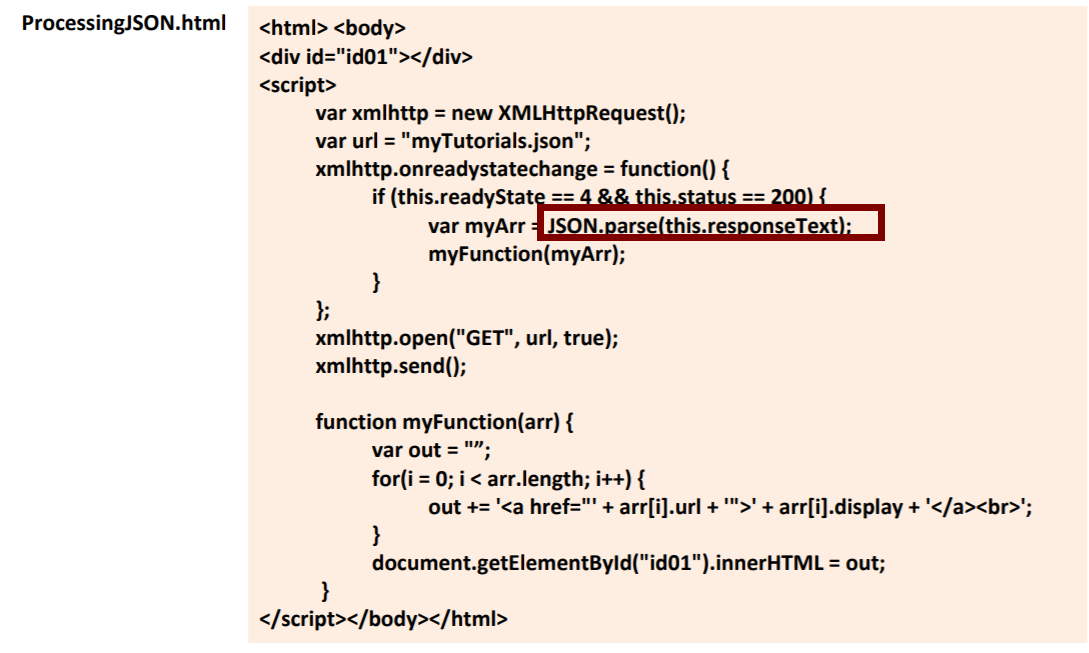 ProcessingJSON.html
<html> <body>
<div id="id01"></div>
<script>
var xmlhttp = new XMLHttpRequest();
var url = "myTutorials.json";
xmlhttp.onreadystatechange = function() {
if (this.readyState == 4 && this.status == 200) {
var myArr = JSON.parse(this.responseText);
myFunction(myArr);
}
};
xmlhttp.open("GET", url, true);
xmlhttp.send();
function myFunction(arr) {
var out = "”;
for(i = 0; i < arr.length; i++) {
out += '<a href="' + arr[i].url + '">' + arr[i].display + '</a><br>';
}
document.getElementById("id01").innerHTML = out;
}
</script></body></html>